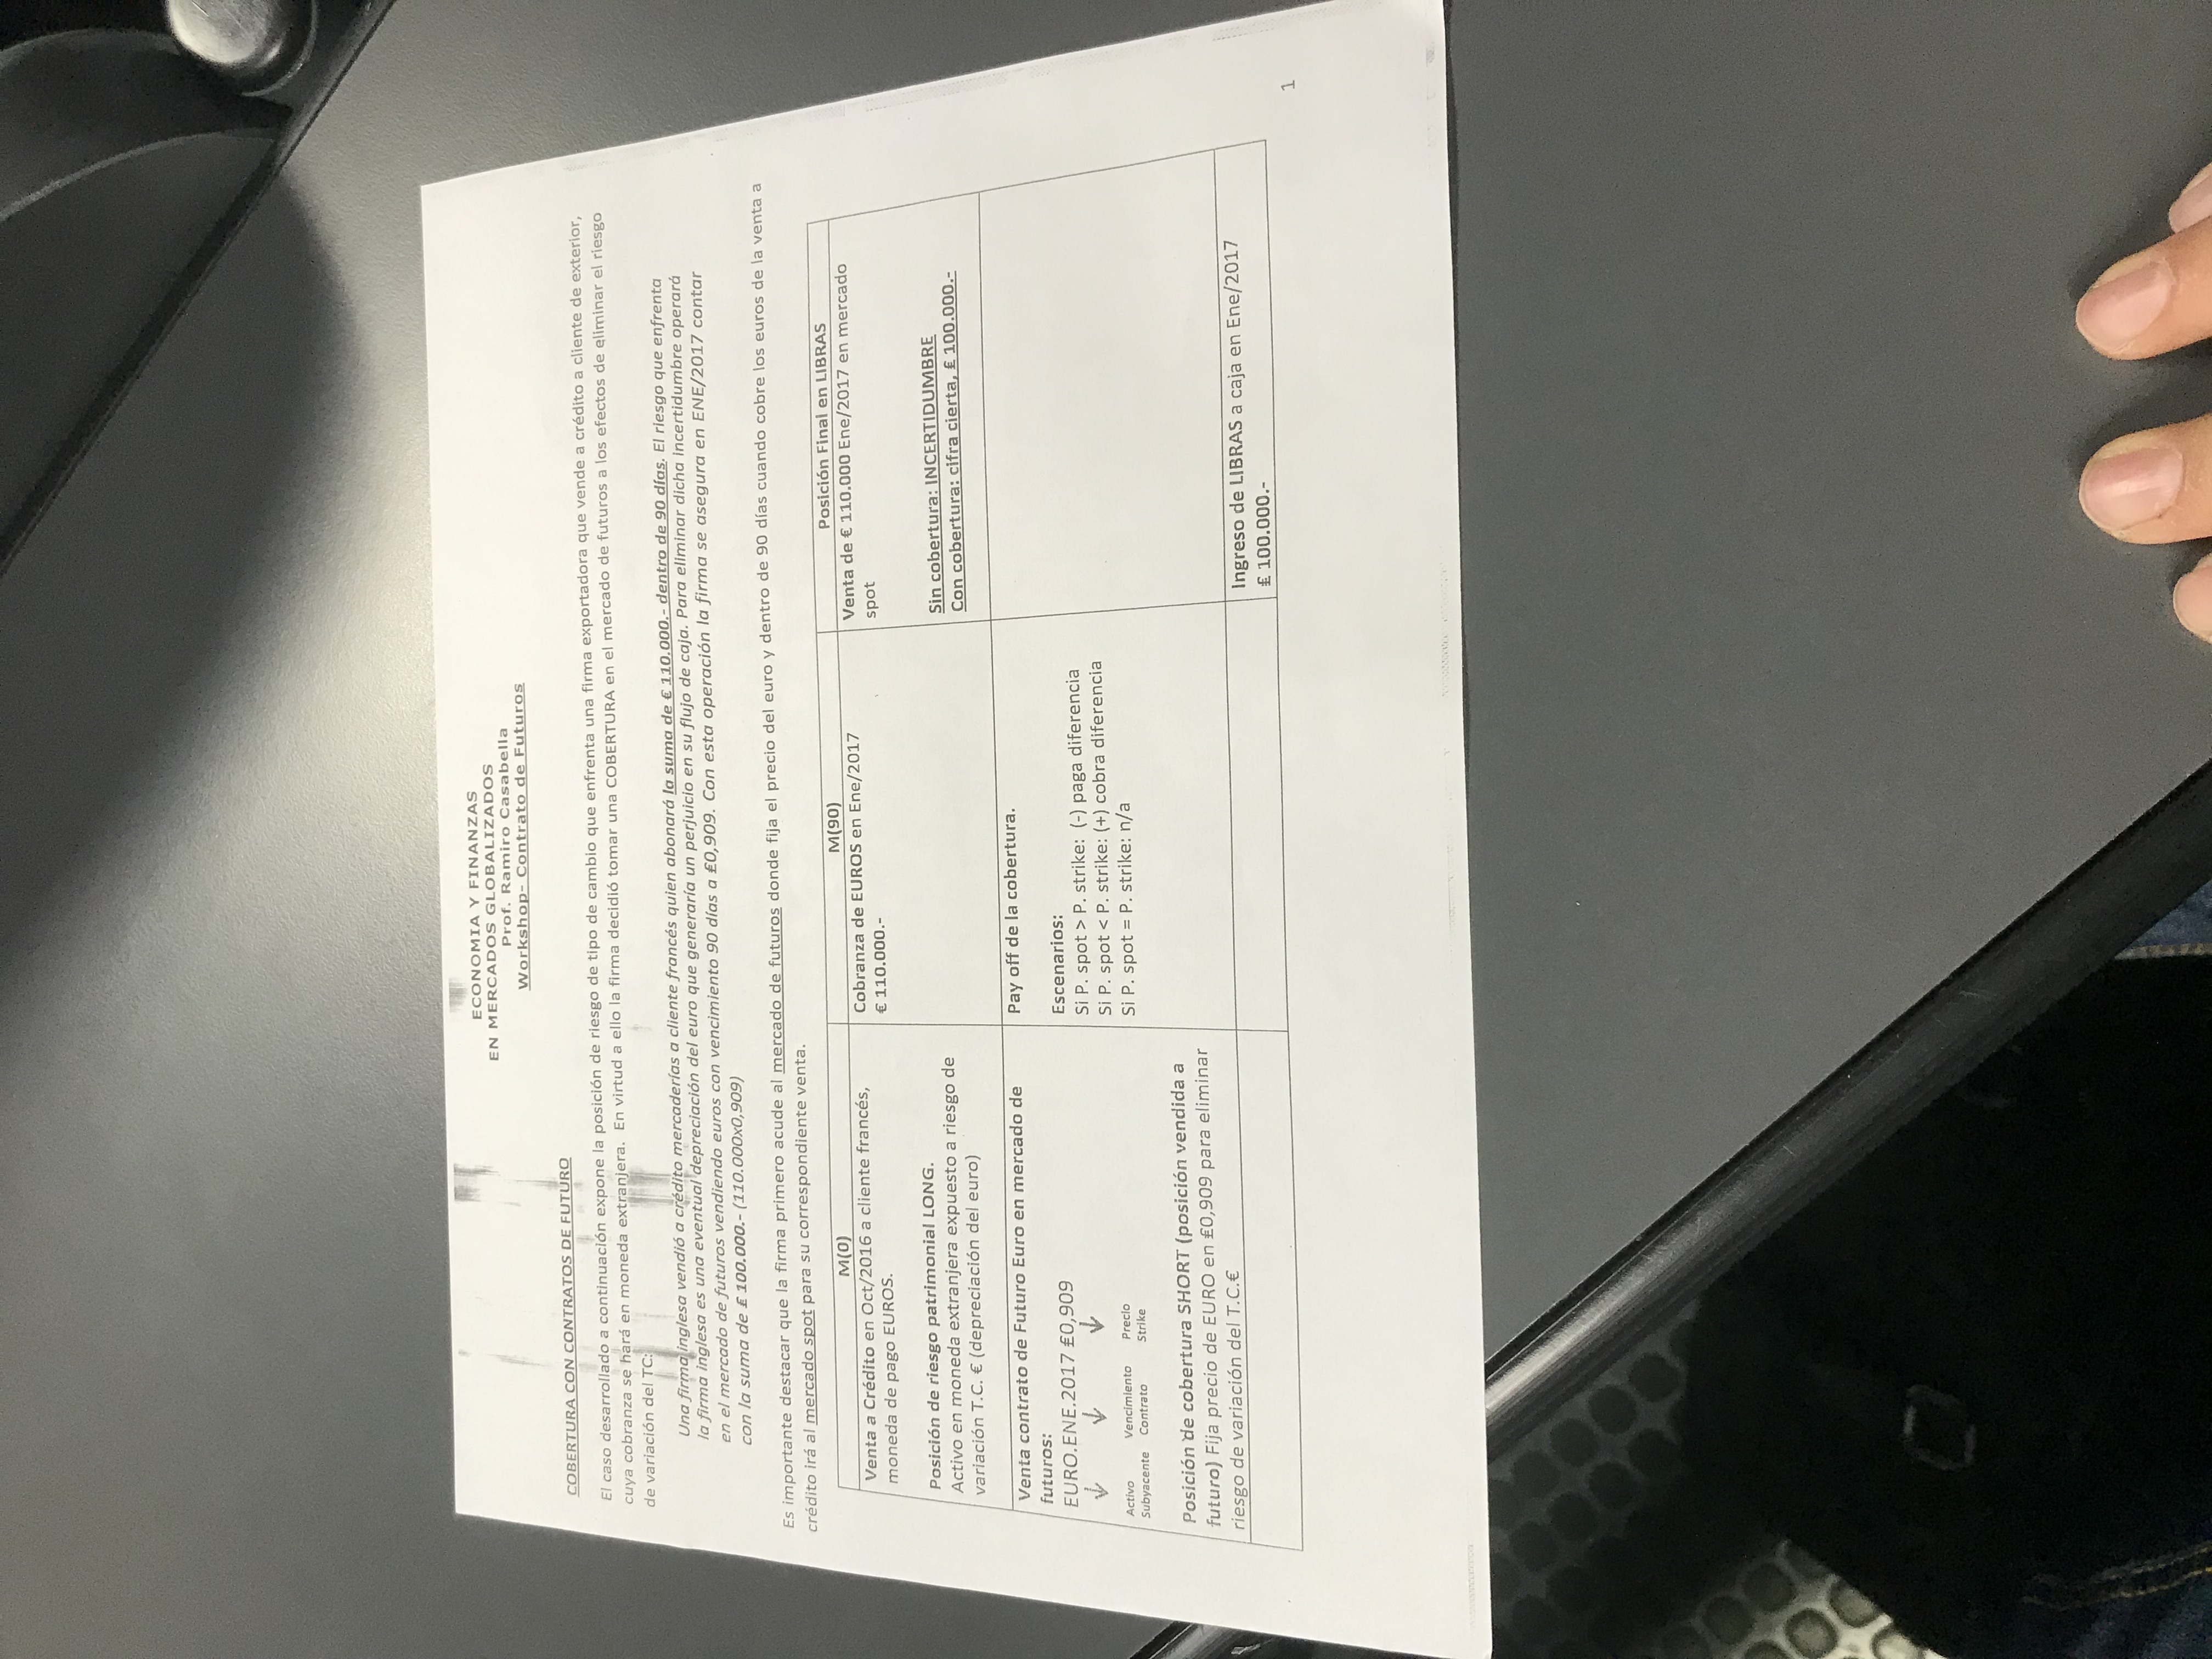 ECONOMIA Y FINANZAS
EN MERCADOS GLOBALIZADOS
Prof. Ramiro Casabella
Workshop- Contrato de Futuros
COBERTURA CON CONTRATOS DE FUTURO
El caso desarrollado a continuación expone la posición de riesgo de tipo de cambio que enfrenta una firma exportadora que vende a crédito a cliente de exterior,
cuya cobranza se hará en moneda extranjera. En virtud a ello la firma decidió tomar una COBERTURA en el mercado de futuros a los efectos de eliminar el riesgo
de variación del TC:
Una firma inglesa vendió a crédito mercaderías a cliente francés quien abonará la suma de € 110.000.- dentro de 90 días. El riesgo que enfrenta
la firma inglesa es una eventual depreciación del euro que generaría un perjuicio en su flujo de caja. Para eliminar dicha incertidumbre operará
en el mercado de futuros vendiendo euros con vencimiento 90 días a £0,909. Con esta operación la firma se asegura en ENE/2017 contar
con la suma de £ 100.000.- (110.000x0,909)
Es importante destacar que la firma primero acude al mercado de futuros donde fija el precio del euro y dentro de 90 días cuando cobre los euros de la venta a
crédito irá al mercado spot para su correspondiente venta.
M(0)
M(90)
Posición Final en LIBRAS
Venta a Crédito en Oct/2016 a cliente francés,
moneda de pago EUROS.
Posición de riesgo patrimonial LONG.
Activo en moneda extranjera expuesto a riesgo de
variación T.C. € (depreciación del euro)
Cobranza de EUROS en Ene/2017
€ 110.000.-
Venta de € 110.000 Ene/2017 en mercado
spot
Sin cobertura: INCERTIDUMBRE
Con cobertura: cifra cierta, £ 100.000.-
Venta contrato de Futuro Euro en mercado de
futuros:
EURO.ENE.2017 £0,909
Activo Vencimiento Precio
Subyacente Contrato Strike
Posición de cobertura SHORT (posición vendida a
futuro) Fija precio de EURO en £0,909 para eliminar
riesgo de variación del T.C.€
Pay off de la cobertura.
Escenarios:
Si P. spot > P. strike: (-) paga diferencia
Si P. spot < P. strike: (+) cobra diferencia
Si P. spot = P. strike: n/a
Ingreso de LIBRAS a caja en Ene/2017
£ 100.000.-
1